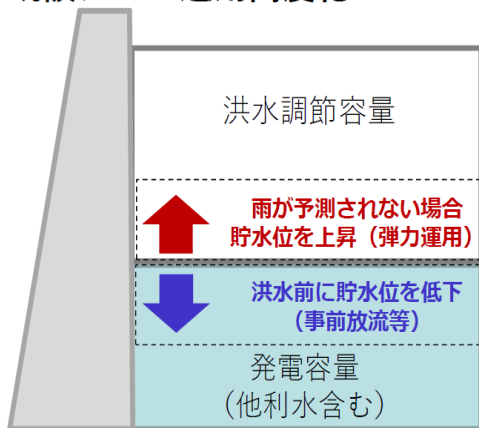 洪水調節容量
雨が予測されない場合
貯水位を上昇（弾力運用）
洪水前に貯水位を低下
（事前放流等）
発電容量
（他利水含む）